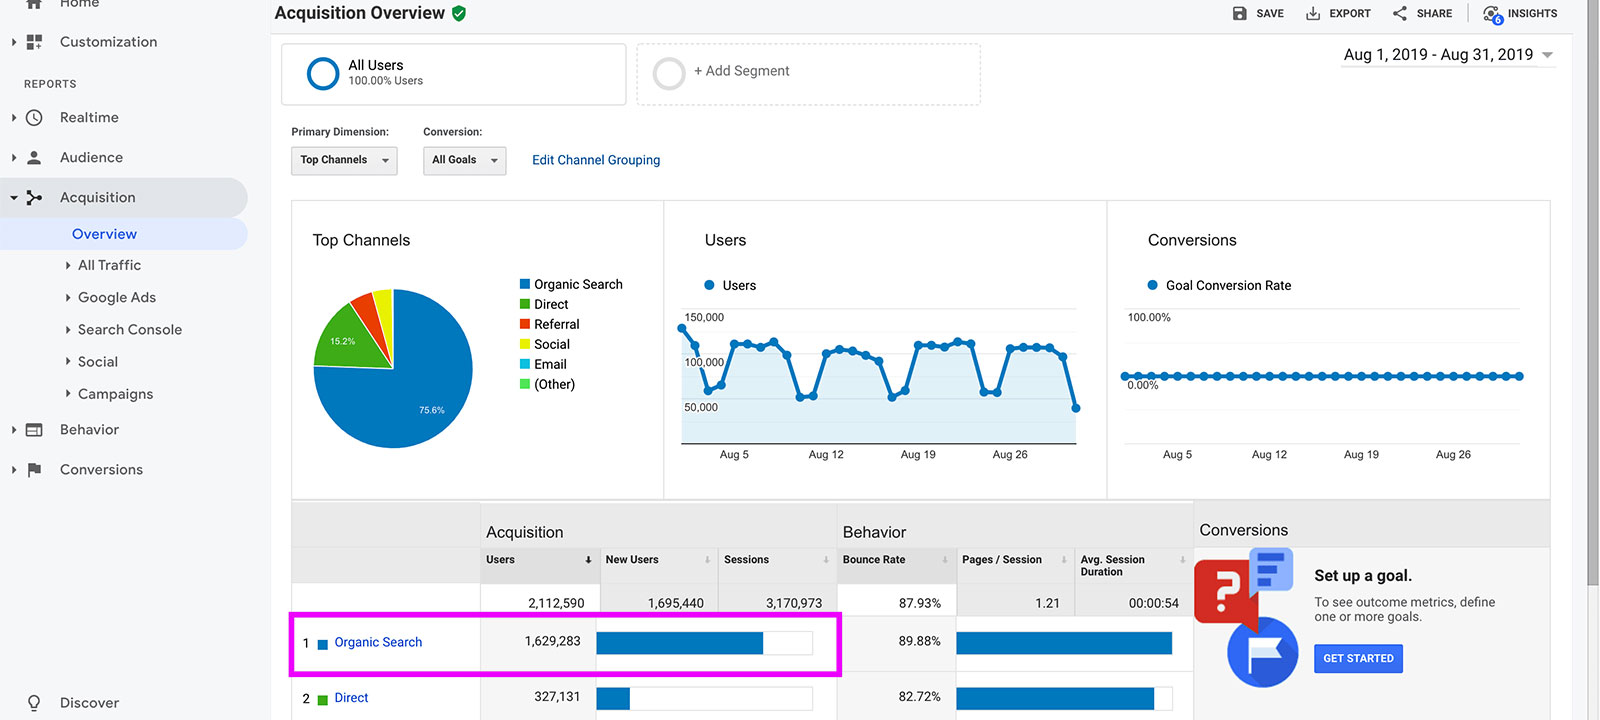 Home
Customization
REPORTS
Realtime
Audience
Acquisition
Overview
All Traffic
Google Ads
Search Console
Social
Campaigns
Behavior
Conversions
Discover
Acquisition Overview
SAVE
EXPORT
SHARE
6
INSIGHTS
All Users
100.00% Users
+ Add Segment
Aug 1, 2019 - Aug 31, 2019
Primary Dimension:
Conversion:
Top Channels
All Goals
Edit Channel Grouping
Top Channels
15.2%
75.6%
Organic Search
Direct
Referral
Social
Email
(Other)
Users
Users
150,000
100,000
50,000
Aug 5 Aug 12 Aug 19 Aug 26
Conversions
Goal Conversion Rate
100.00%
0.00%
Aug 5 Aug 12 Aug 19 Aug 26
Acquisition Behavior Conversions
Users New Users Sessions Bounce Rate Pages / Session Avg. Session
Duration
2,112,590 1,695,440 3,170,973 87.93% 1.21 00:00:54
1 Organic Search 1,629,283 89.88%
2 Direct 327,131 82.72%
Set up a goal.
To see outcome metrics, define
one or more goals.
GET STARTED
?